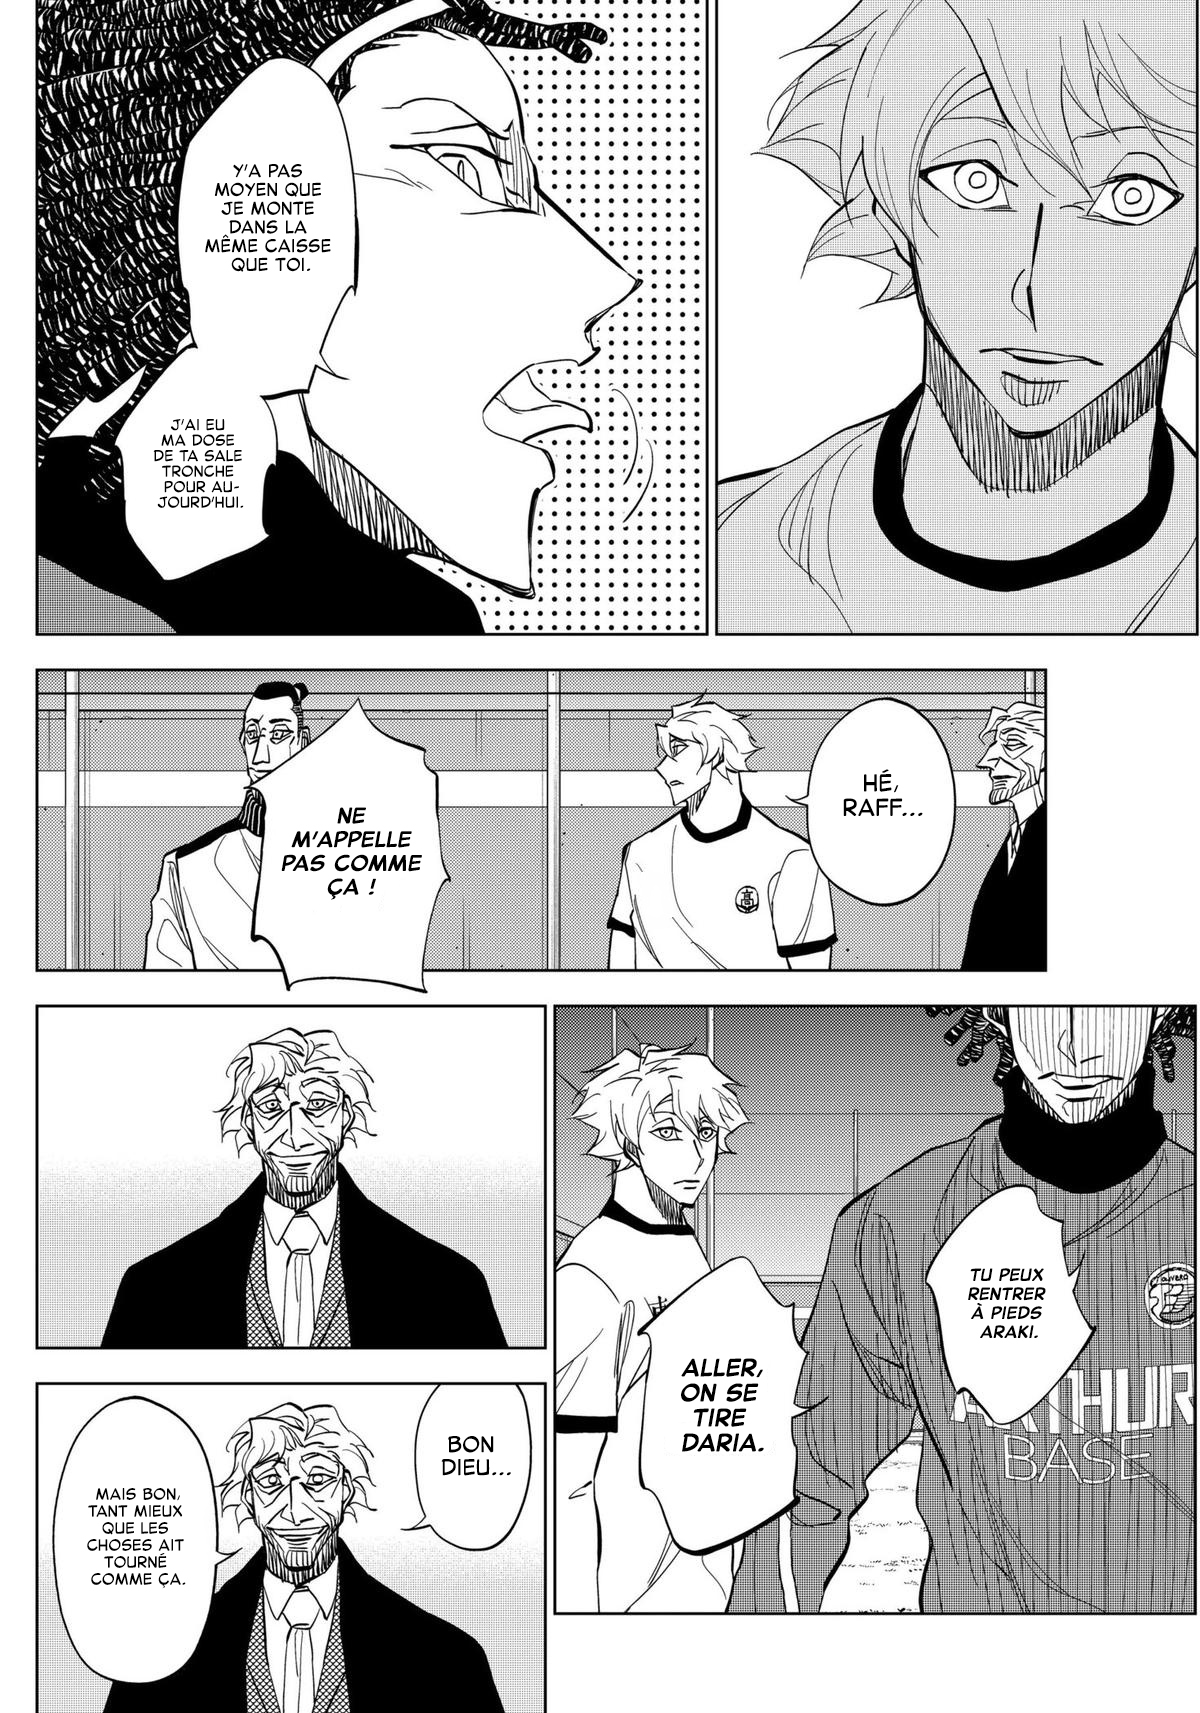 Y'A PAS
MOYEN QUE
JE MONTE
DANS LA
MÊME CAISSE
QUE TOI.
J'AI EU
MA DOSE
DE TA SALE
TRONCHE
POUR AU-
JOURD'HUI.
HÉ,
RAFF...
NE
M'APPELLE
PAS COMME
ÇA !
高
TU PEUX
RENTRER
À PIEDS
ARAKI.
ALLER,
ON SE
TIRE
DARIA.
ARTHUR
BASE
BON
DIEU...
MAIS BON,
TANT MIEUX
QUE LES
CHOSES AIT
TOURNÉ
COMME ÇA.